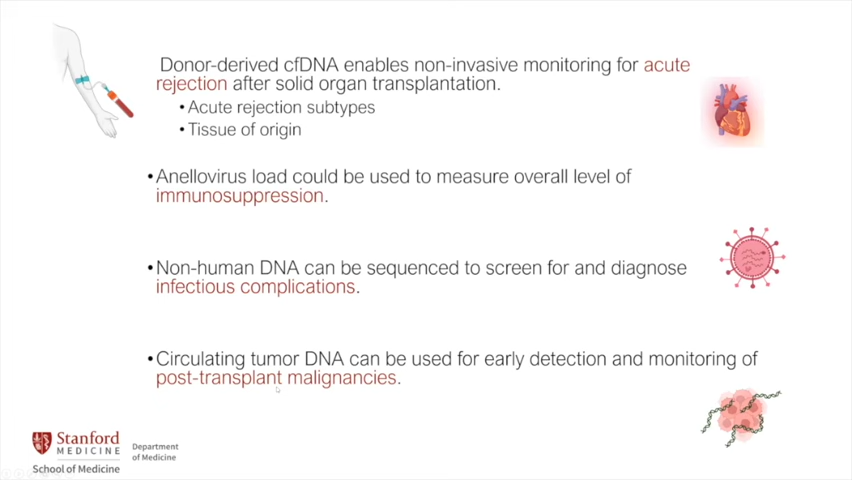 Donor-derived cfDNA enables non-invasive monitoring for acute
rejection after solid organ transplantation.
• Acute rejection subtypes
• Tissue of origin
• Anellovirus load could be used to measure overall level of
immunosuppression.
• Non-human DNA can be sequenced to screen for and diagnose
infectious complications.
• Circulating tumor DNA can be used for early detection and monitoring of
post-transplant malignancies.
Stanford
MEDICINE
School of Medicine
Department
of Medicine